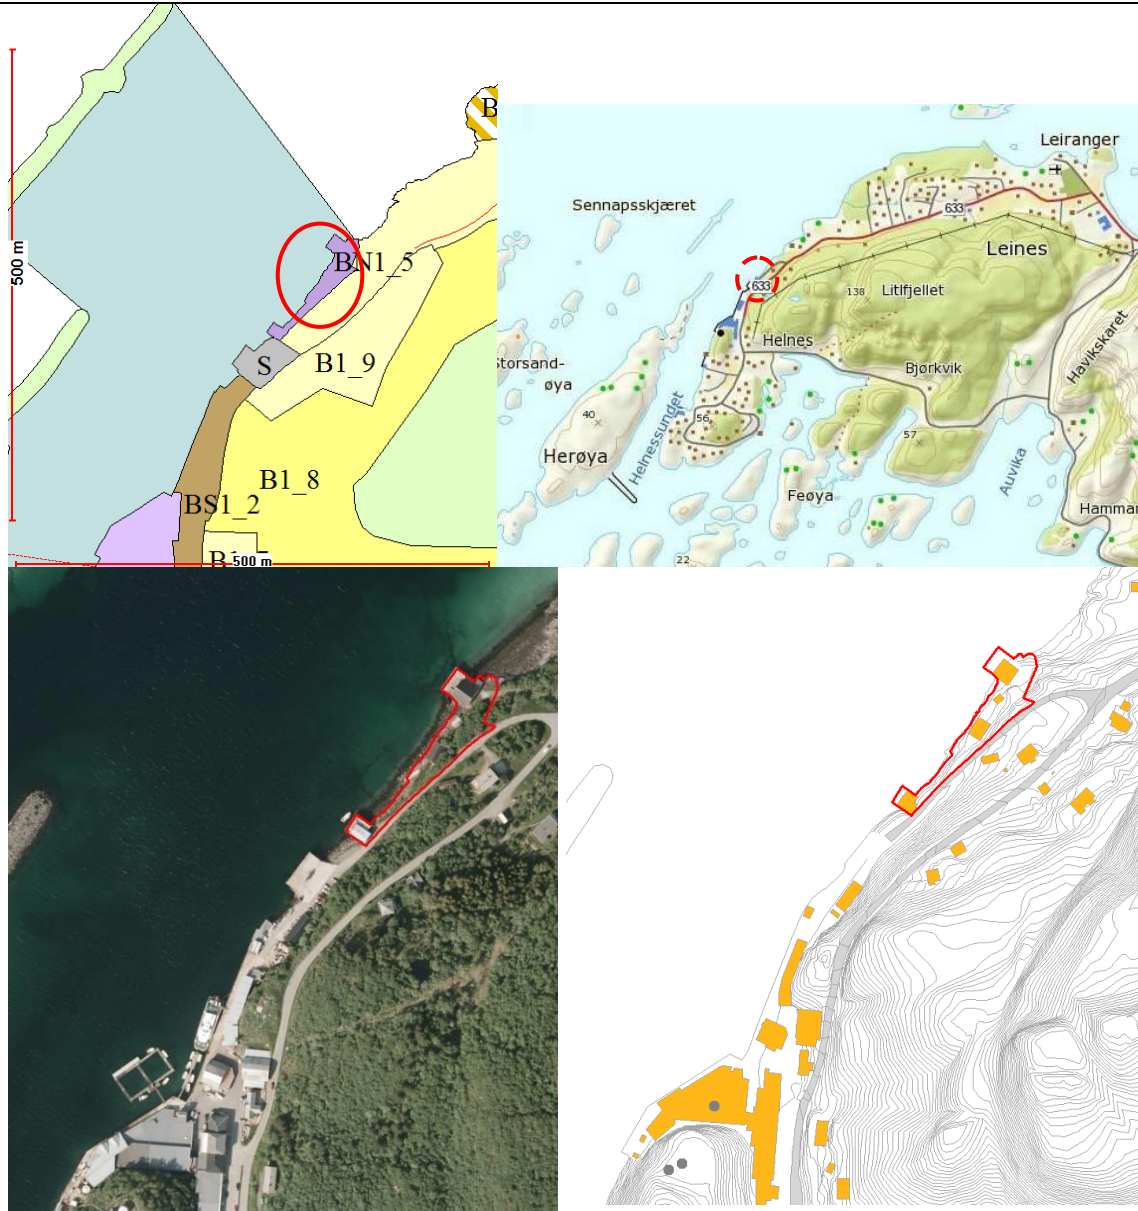 500 m
B
BN1_5
S
B1_9
B1_8
BS1_2
500 m
Leiranger
Sennapsskjæret
633
Leines
633
138
Litlfjellet
Helnes
Storsand-
øya
Bjørkvik
Havikskaret
40
56
Herøya
Helnessundet
57
Auvika
Feøya
Hammar
22